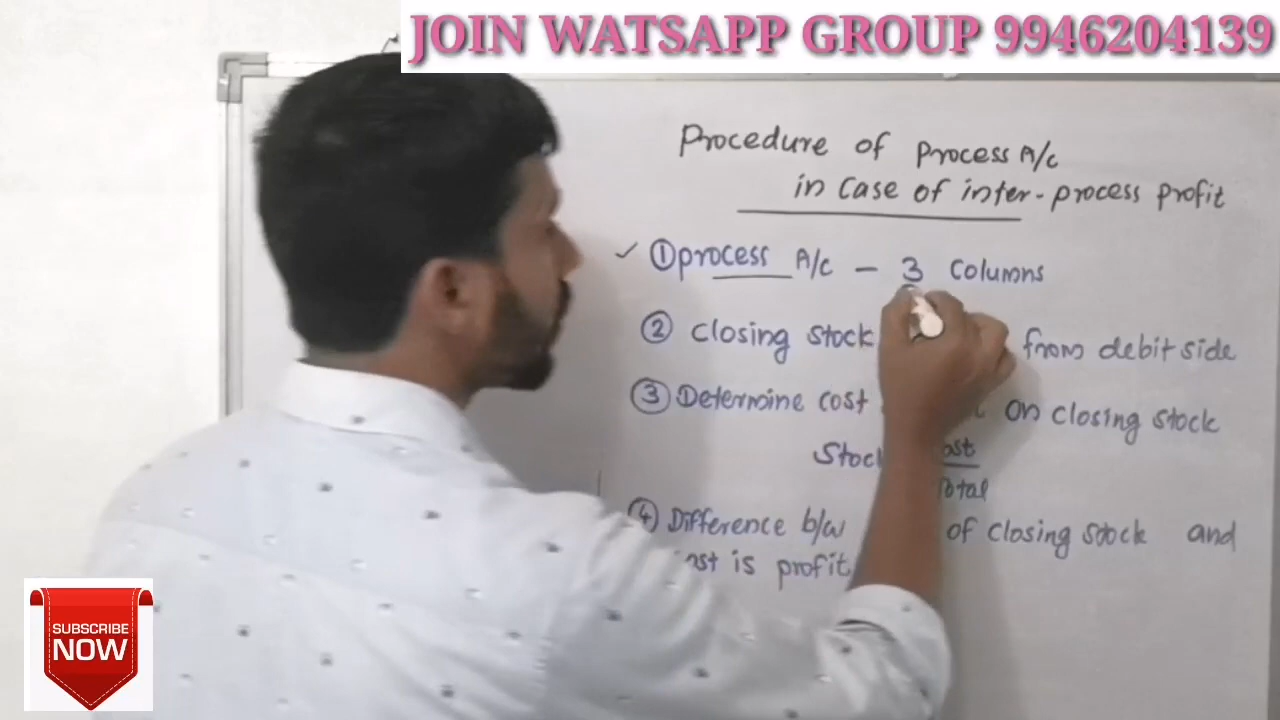 JOIN WATSAPP GROUP 9946204139
Procedure of Process A/c
in Case of inter-process profit
① process A/c - 3 Columns
② Closing Stock from debit side
③ Determine cost on closing stock
Stoc
otal
④ Difference b/w of closing stock and
is profit
SUBSCRIBE
NOW